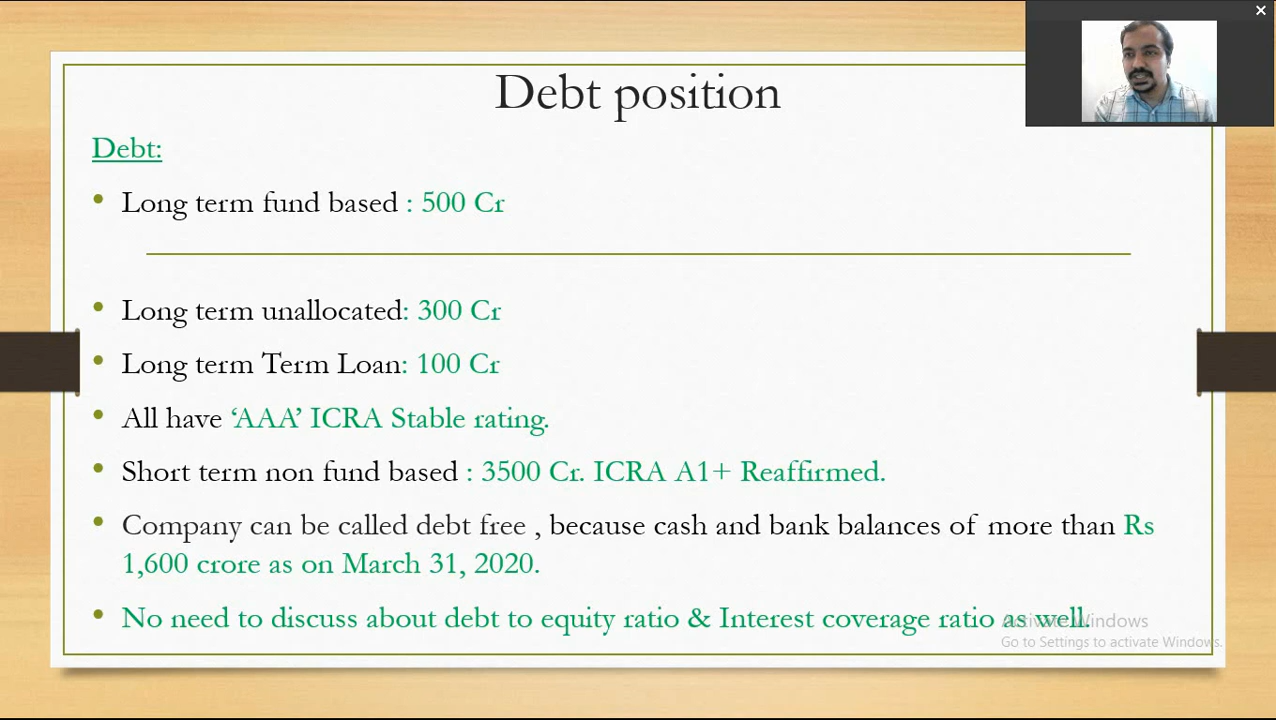 Debt position
Debt:
• Long term fund based : 500 Cr
• Long term unallocated: 300 Cr
• Long term Term Loan: 100 Cr
• All have ‘AAA’ ICRA Stable rating.
• Short term non fund based : 3500 Cr. ICRA A1+ Reaffirmed.
• Company can be called debt free , because cash and bank balances of more than Rs
1,600 crore as on March 31, 2020.
• No need to discuss about debt to equity ratio & Interest coverage ratio as well.
Activate Windows
Go to Settings to activate Windows.